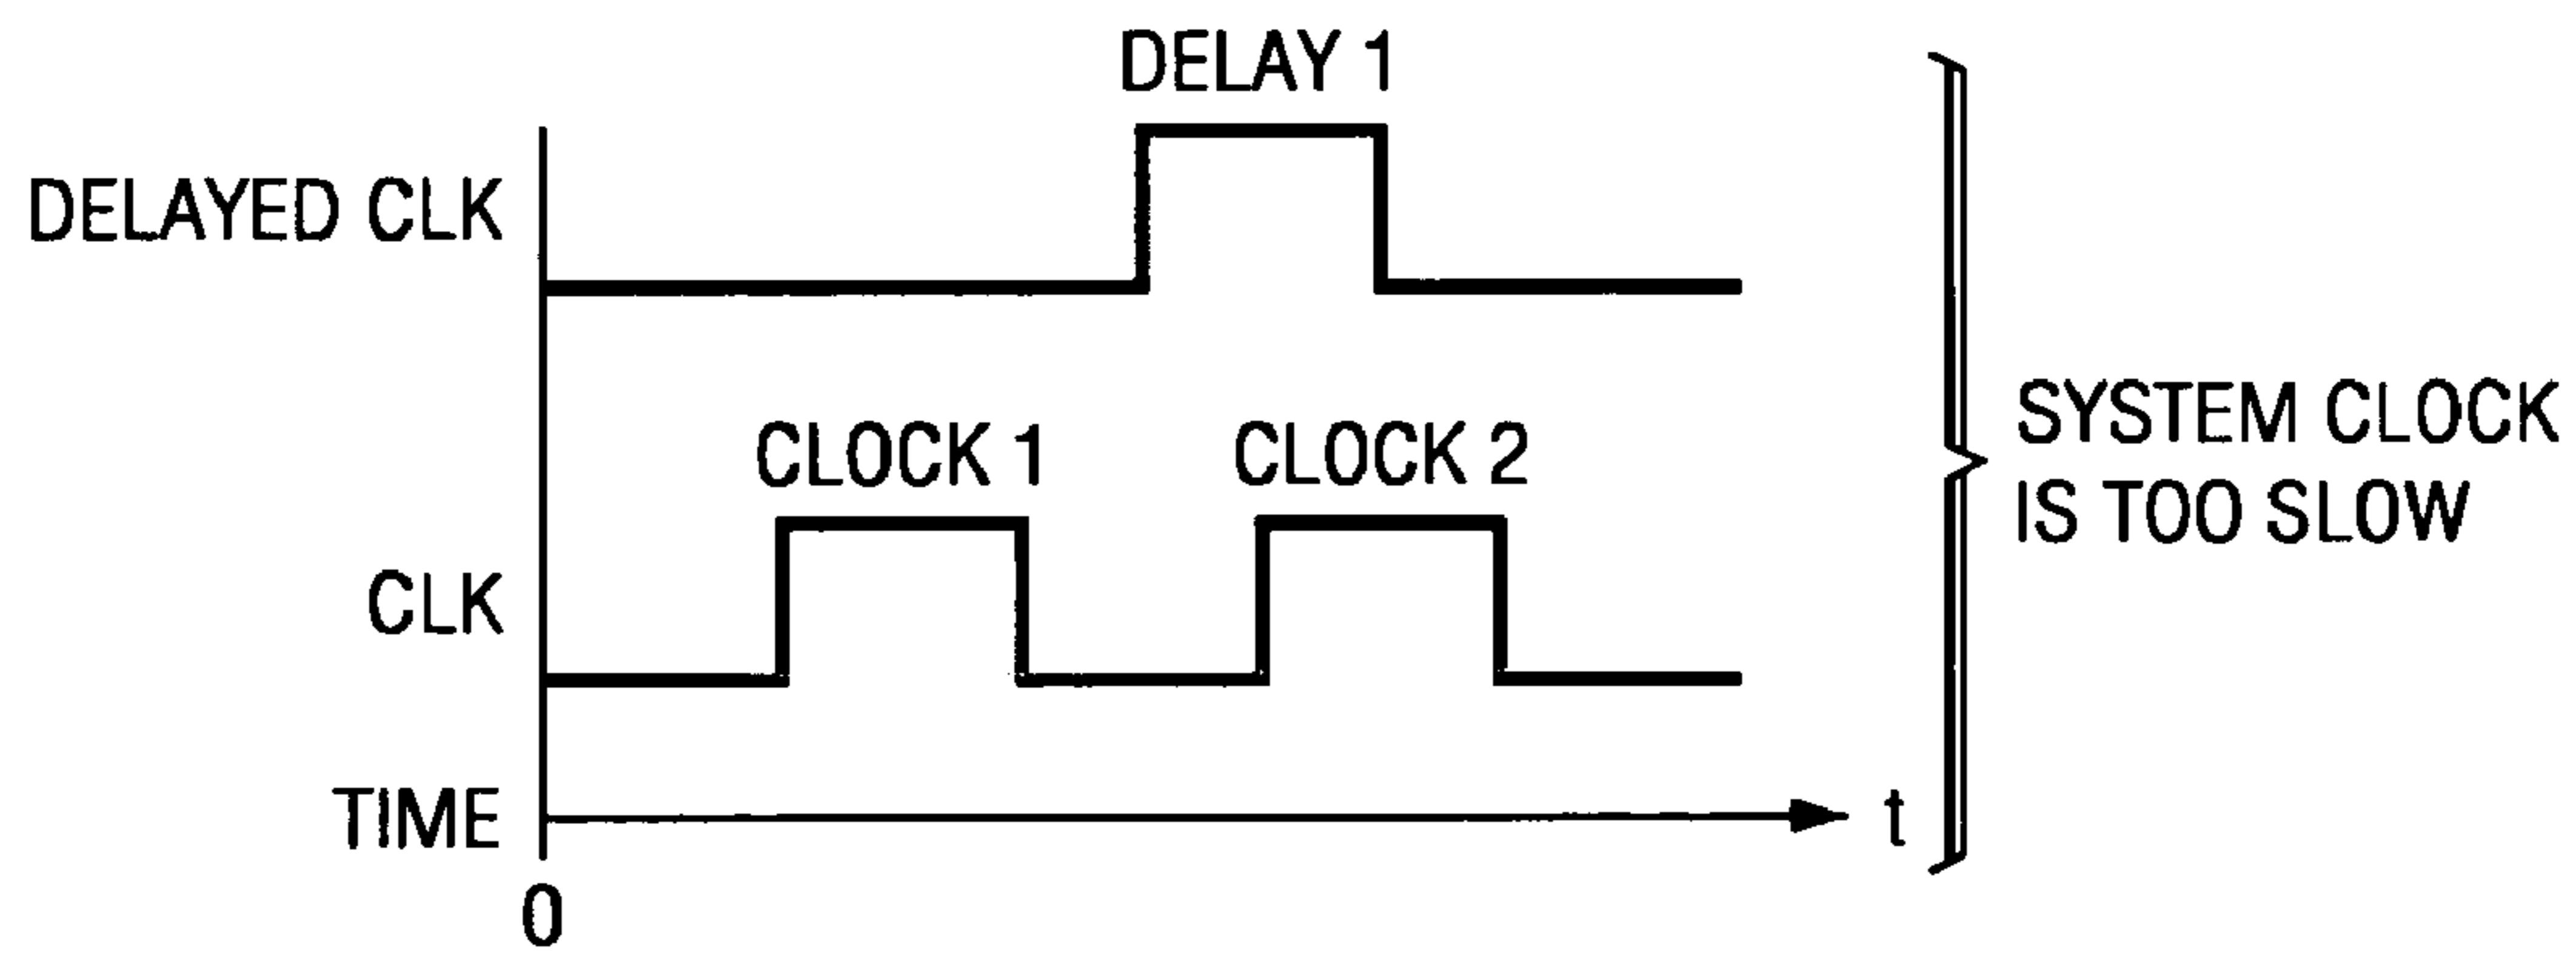 DELAY 1
DELAYED CLK
CLOCK 1
CLOCK 2
SYSTEM CLOCK
IS TOO SLOW
CLK
TIME
t
0